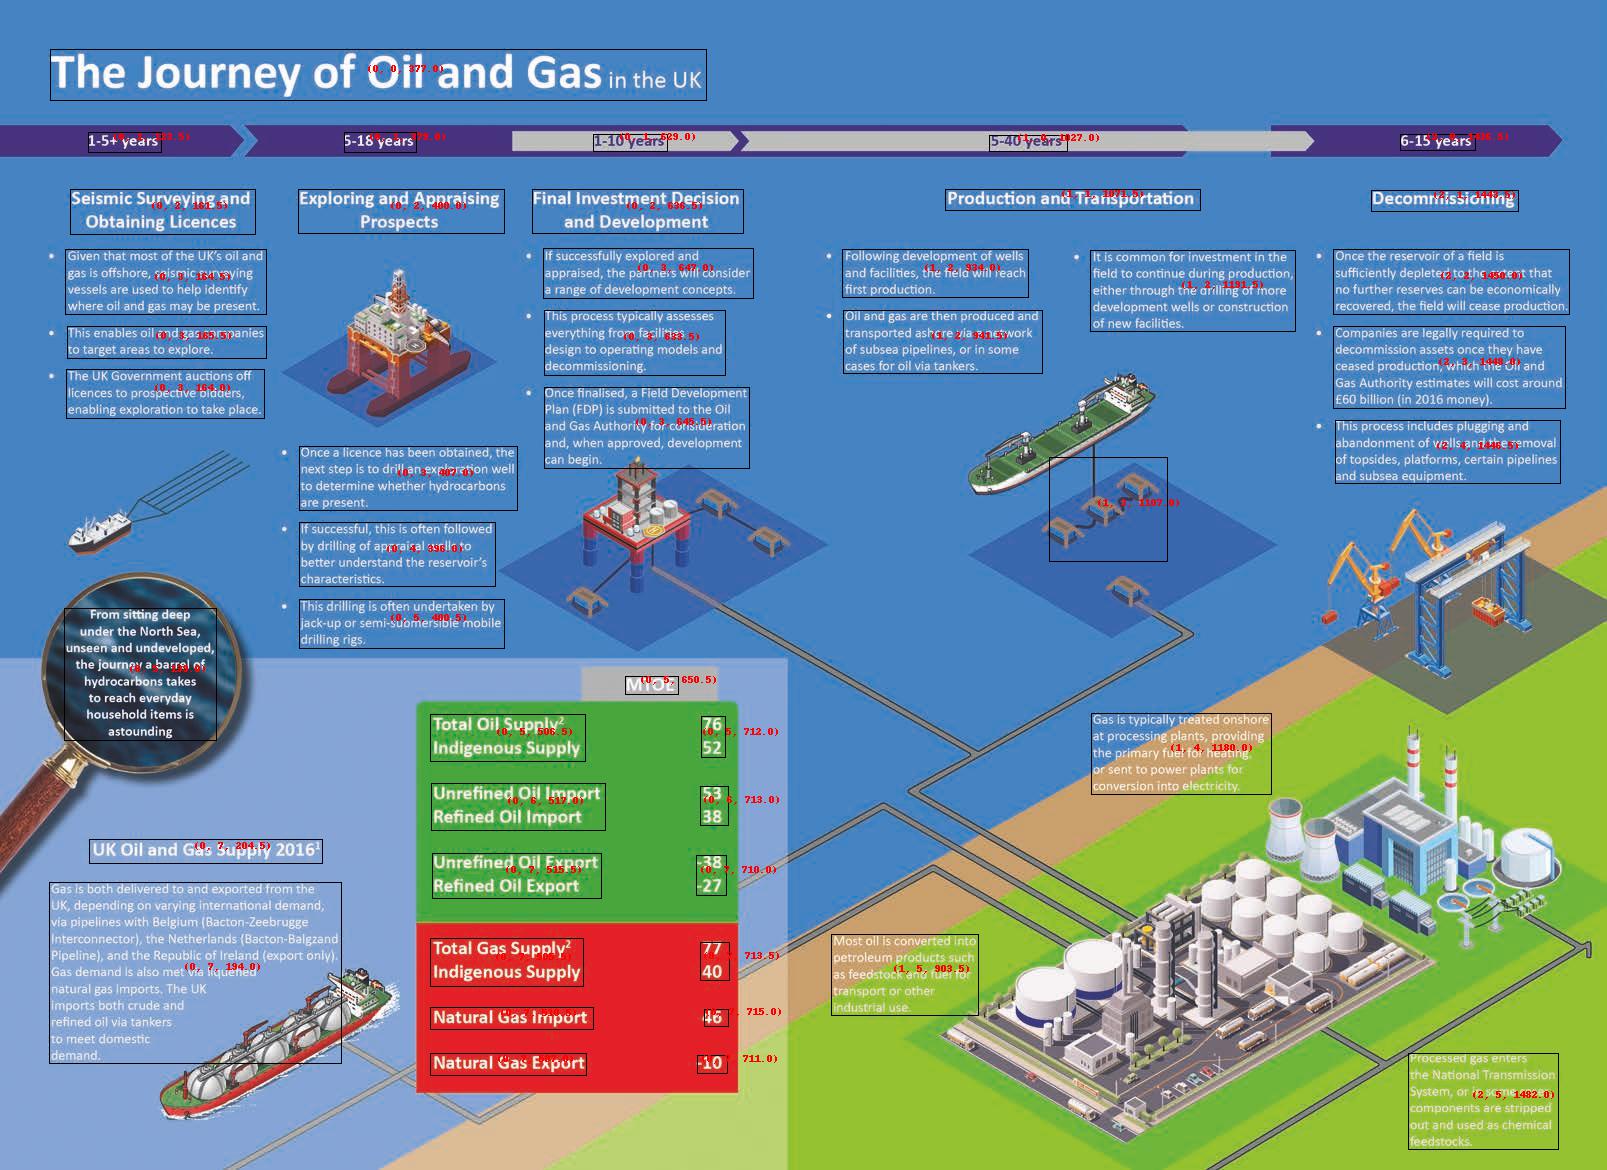 The Journey of Oil and Gas in the UK
1-5+ years
5-18 years
1-10 years
5-40 years
6-15 years
Seismic Surveying and
Obtaining Licences
• Given that most of the UK's oil and
gas is offshore, seismic surveying
vessels are used to help identify
where oil and gas may be present.
• This enables oil and gas companies
to target areas to explore.
• The UK Government auctions off
licences to prospective bidders,
enabling exploration to take place.
Exploring and Appraising
Prospects
• Once a licence has been obtained, the
next step is to drill an exploration well
to determine whether hydrocarbons
are present.
• If successful, this is often followed
by drilling of appraisal wells to
better understand the reservoir's
characteristics.
• This drilling is often undertaken by
jack-up or semi-submersible mobile
drilling rigs.
Final Investment Decision
and Development
• If successfully explored and
appraised, the partners will consider
a range of development concepts.
• This process typically assesses
everything from facilities
design to operating models and
decommissioning.
• Once finalised, a Field Development
Plan (FDP) is submitted to the Oil
and Gas Authority for consideration
and, when approved, development
can begin.
Production and Transportation
• Following development of wells
and facilities, the field will reach
first production.
• Oil and gas are then produced and
transported ashore via a network
of subsea pipelines, or in some
cases for oil via tankers.
• It is common for investment in the
field to continue during production,
either through the drilling of more
development wells or construction
of new facilities.
Decommissioning
• Once the reservoir of a field is
sufficiently depleted to the extent that
no further reserves can be economically
recovered, the field will cease production.
• Companies are legally required to
decommission assets once they have
ceased production, which the Oil and
Gas Authority estimates will cost around
£60 billion (in 2016 money).
• This process includes plugging and
abandonment of wells and the removal
of topsides, platforms, certain pipelines
and subsea equipment.
From sitting deep
under the North Sea,
unseen and undeveloped,
the journey a barrel of
hydrocarbons takes
to reach everyday
household items is
astounding
UK Oil and Gas Supply 2016¹
Gas is both delivered to and exported from the
UK, depending on varying international demand,
via pipelines with Belgium (Bacton-Zeebrugge
Interconnector), the Netherlands (Bacton-Balgzand
Pipeline), and the Republic of Ireland (export only).
Gas demand is also met via liquefied
natural gas imports. The UK
imports both crude and
refined oil via tankers
to meet domestic
demand.
MTOE
Total Oil Supply² 76
Indigenous Supply 52
Unrefined Oil Import 53
Refined Oil Import 38
Unrefined Oil Export -38
Refined Oil Export -27
Total Gas Supply² 77
Indigenous Supply 40
Natural Gas Import 46
Natural Gas Export -10
Gas is typically treated onshore
at processing plants, providing
the primary fuel for heating,
or sent to power plants for
conversion into electricity.
Most oil is converted into
petroleum products such
as feedstock and fuel for
transport or other
industrial use.
Processed gas enters
the National Transmission
System, or
components are stripped
out and used as chemical
feedstocks.